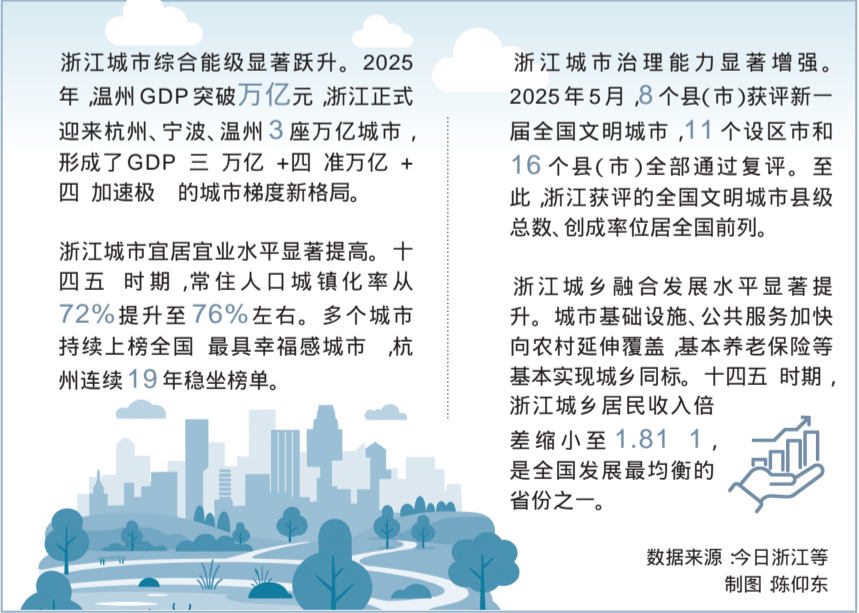 浙江城市综合能级显著跃升。2025
年,温州GDP突破万亿元,浙江正式
迎来杭州、宁波、温州3座万亿城市,
形成了GDP 三 万亿 +四 准万亿 +
四 加速极 的城市梯度新格局。
浙江城市宜居宜业水平显著提高。十
四五 时期,常住人口城镇化率从
72%提升至76%左右。多个城市
持续上榜全国 最具幸福感城市 ,杭
州连续19年稳坐榜单。
浙江城市治理能力显著增强。
2025年5月,8个县(市)获评新一
届全国文明城市,11个设区市和
16个县(市)全部通过复评。至
此,浙江获评的全国文明城市县级
总数、创成率位居全国前列。
浙江城乡融合发展水平显著提
升。城市基础设施、公共服务加快
向农村延伸覆盖,基本养老保险等
基本实现城乡同标。十四五 时期,
浙江城乡居民收入倍
差缩小至1.81 1,
是全国发展最均衡的
省份之一。
数据来源:今日浙江等
制图:陈仰东